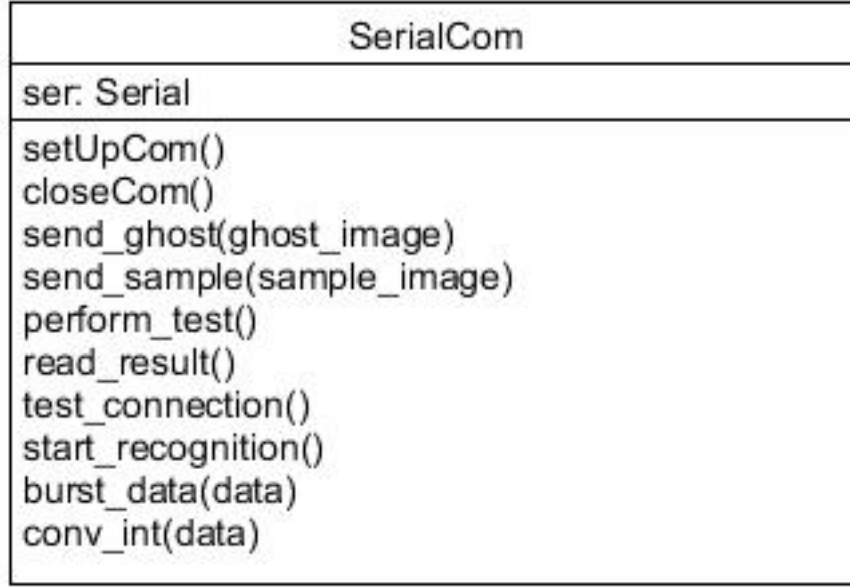 SerialCom
ser: Serial
setUpCom()
closeCom()
send_ghost(ghost_image)
send_sample(sample_image)
perform_test()
read_result()
test_connection()
start_recognition()
burst_data(data)
conv_int(data)